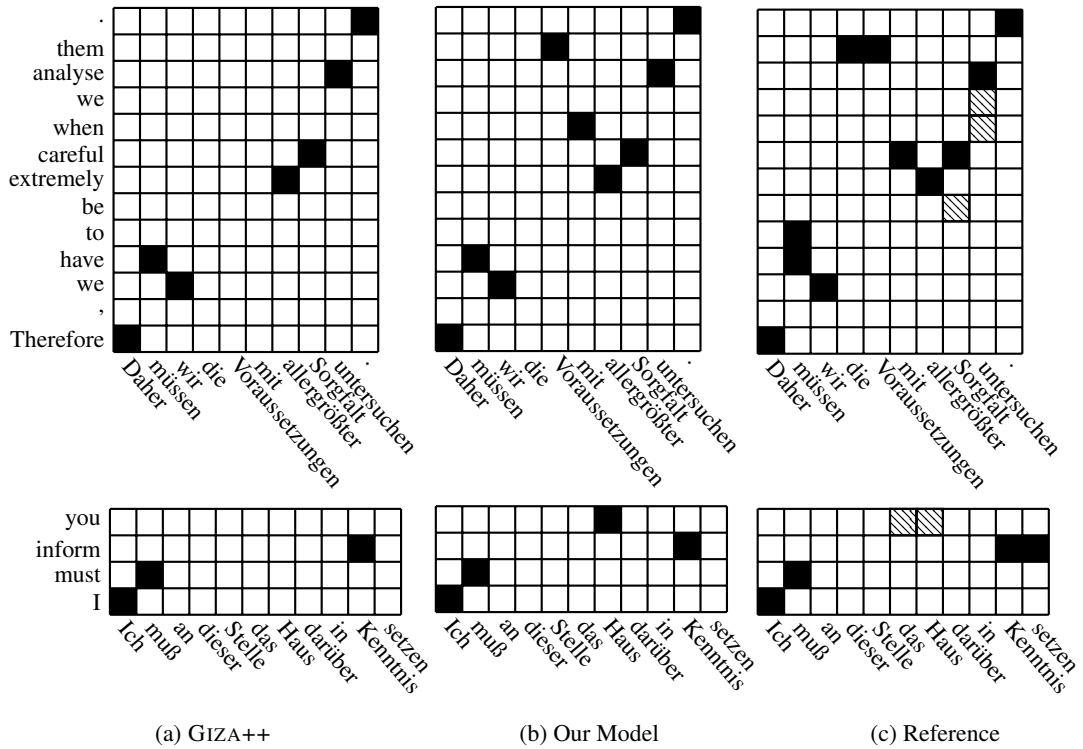 .
them
analyse
we
when
careful
extremely
be
to
have
we
,
Therefore
Daher
müssen
wir
die
Voraussetzungen
mit
allergrößter
Sorgfalt
untersuchen
.
Daher
müssen
wir
die
Voraussetzungen
mit
allergrößter
Sorgfalt
untersuchen
.
Daher
müssen
wir
die
Voraussetzungen
mit
allergrößter
Sorgfalt
untersuchen
.
you
inform
must
I
Ich
muß
an
dieser
Stelle
das
Haus
darüber
in
Kenntnis
setzen
Ich
muß
an
dieser
Stelle
das
Haus
darüber
in
Kenntnis
setzen
Ich
muß
an
dieser
Stelle
das
Haus
darüber
in
Kenntnis
setzen
(a) GIZA++
(b) Our Model
(c) Reference